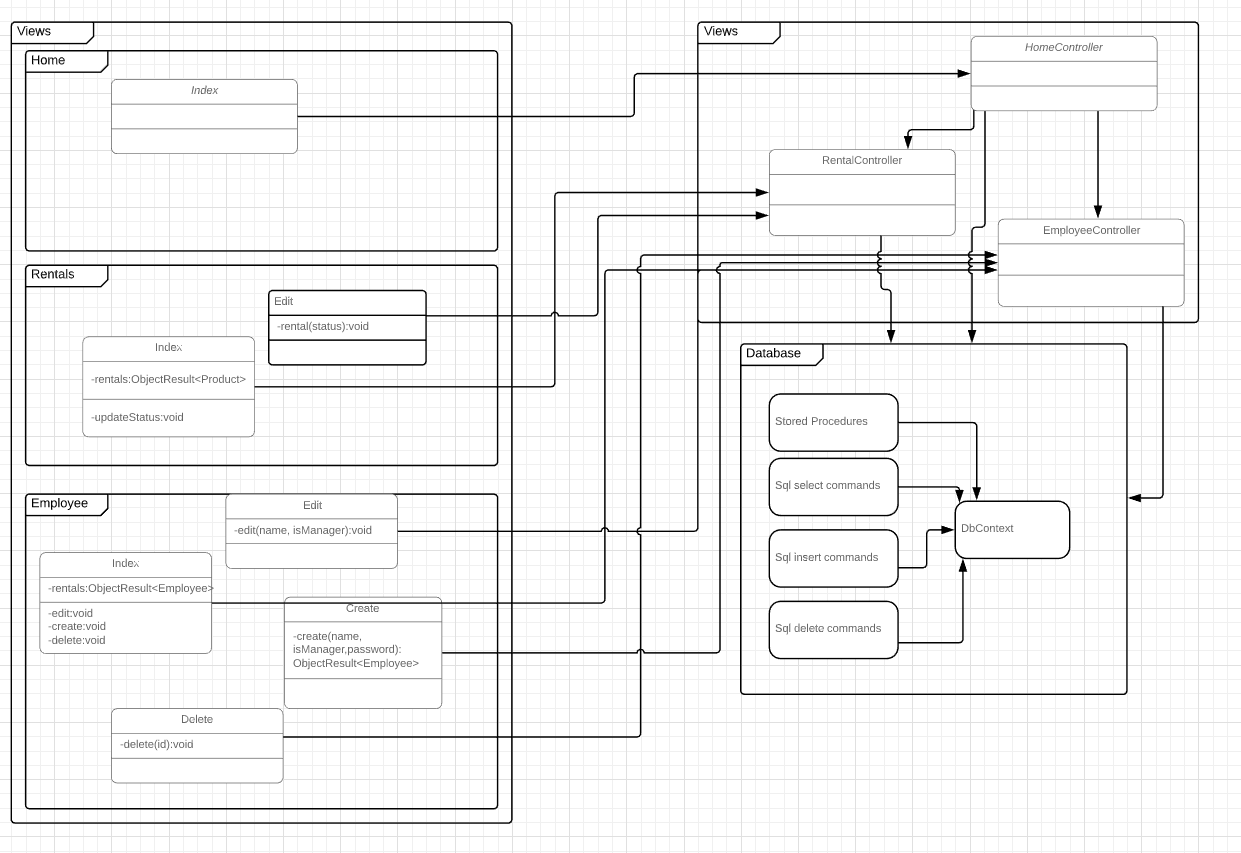 Views
Home
Index
Rentals
Edit
-rental(status):void
Index
-rentals:ObjectResult<Product>
-updateStatus:void
Employee
Edit
-edit(name, isManager):void
Index
-rentals:ObjectResult<Employee>
-edit:void
-create:void
-delete:void
Create
-create(name,
isManager,password):
ObjectResult<Employee>
Delete
-delete(id):void
Views
HomeController
RentalController
EmployeeController
Database
Stored Procedures
Sql select commands
Sql insert commands
Sql delete commands
DbContext